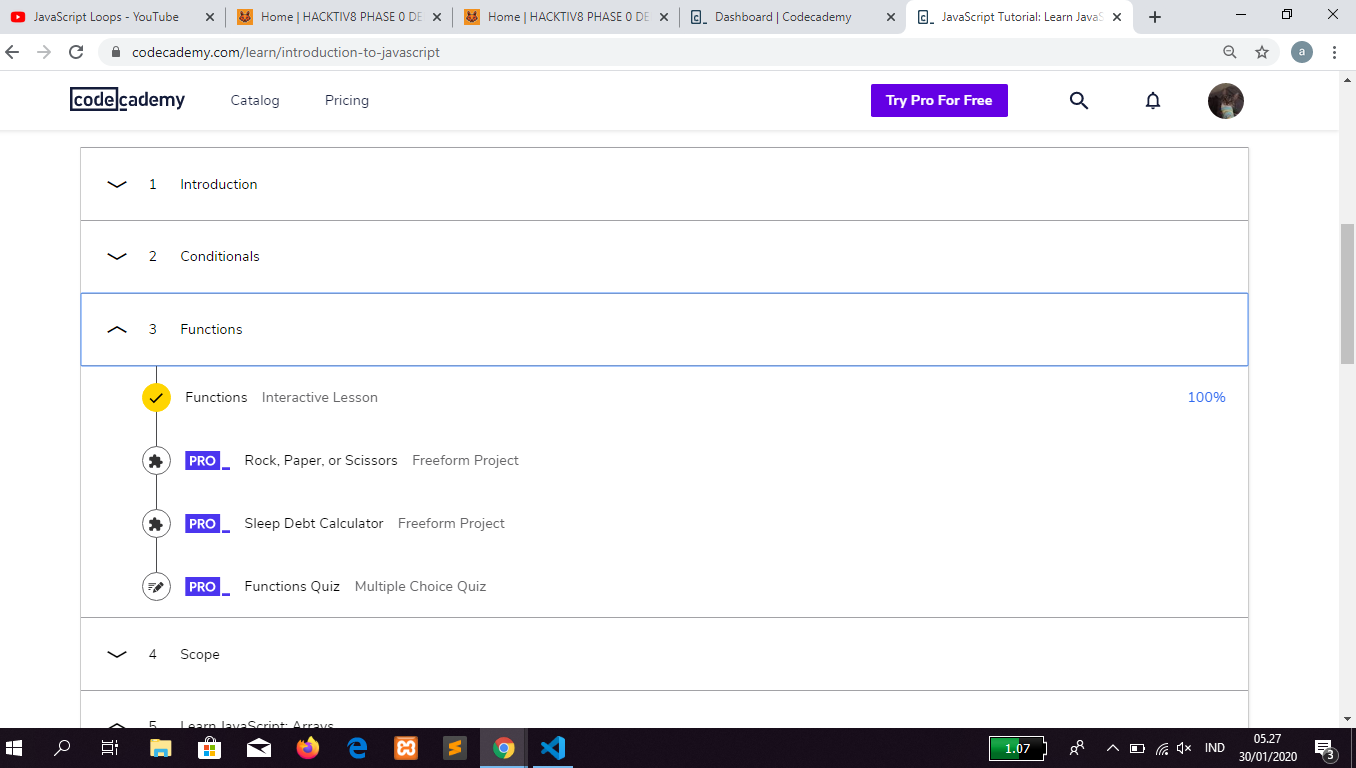 JavaScript Loops - YouTube
Home | HACKTIV8 PHASE 0 DE
Home | HACKTIV8 PHASE 0 DE
Dashboard | Codecademy
JavaScript Tutorial: Learn JavaS
codecademy.com/learn/introduction-to-javascript
a
codecademy
Catalog
Pricing
Try Pro For Free
1 Introduction
2 Conditionals
3 Functions
Functions Interactive Lesson 100%
PRO Rock, Paper, or Scissors Freeform Project
PRO Sleep Debt Calculator Freeform Project
PRO Functions Quiz Multiple Choice Quiz
4 Scope
5 Learn JavaScript: Arrays
1.07
IND
05.27
30/01/2020
3